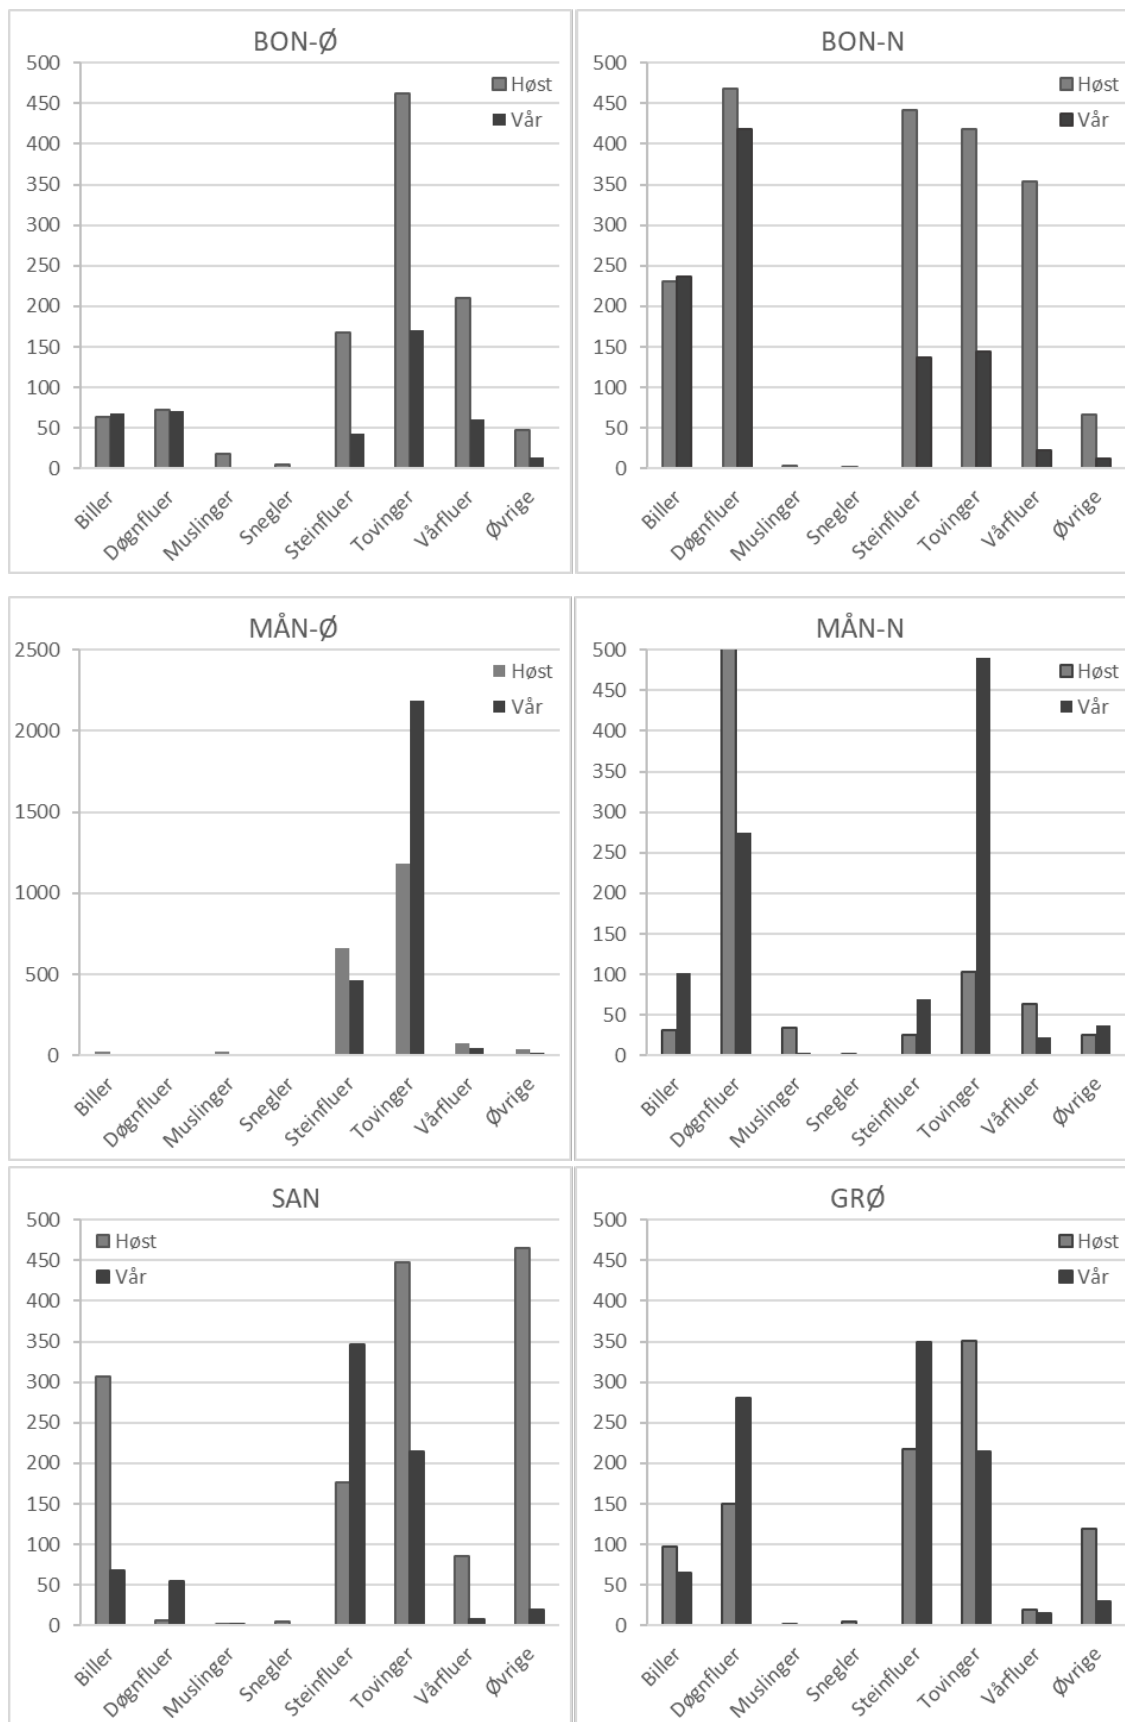 BON-Ø
500
450
400
350
300
250
200
150
100
50
0
Høst
Vår
Biller
Døgnfluer
Muslinger
Snegler
Steinfluer
Tovinger
Vårfluer
Øvrige
BON-N
500
450
400
350
300
250
200
150
100
50
0
Høst
Vår
Biller
Døgnfluer
Muslinger
Snegler
Steinfluer
Tovinger
Vårfluer
Øvrige
MÅN-Ø
2500
2000
1500
1000
500
0
Høst
Vår
Biller
Døgnfluer
Muslinger
Snegler
Steinfluer
Tovinger
Vårfluer
Øvrige
MÅN-N
500
450
400
350
300
250
200
150
100
50
0
Høst
Vår
Biller
Døgnfluer
Muslinger
Snegler
Steinfluer
Tovinger
Vårfluer
Øvrige
SAN
500
450
400
350
300
250
200
150
100
50
0
Høst
Vår
Biller
Døgnfluer
Muslinger
Snegler
Steinfluer
Tovinger
Vårfluer
Øvrige
GRØ
500
450
400
350
300
250
200
150
100
50
0
Høst
Vår
Biller
Døgnfluer
Muslinger
Snegler
Steinfluer
Tovinger
Vårfluer
Øvrige